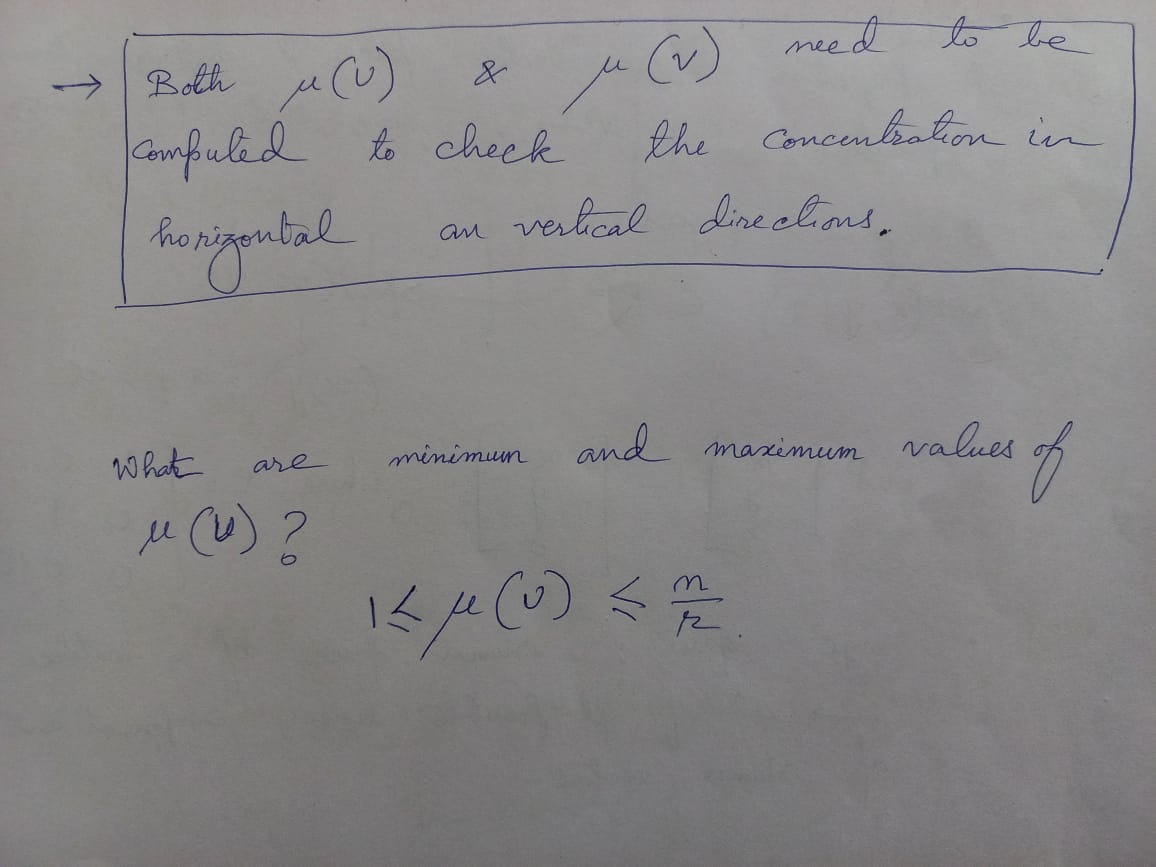 → Both μ(U) & μ(V) need to be
computed to check the concentration in
horizontal an vertical directions.
What are minimum and maximum values of
μ(U)?
1 ≤ μ(U) ≤ n/r.